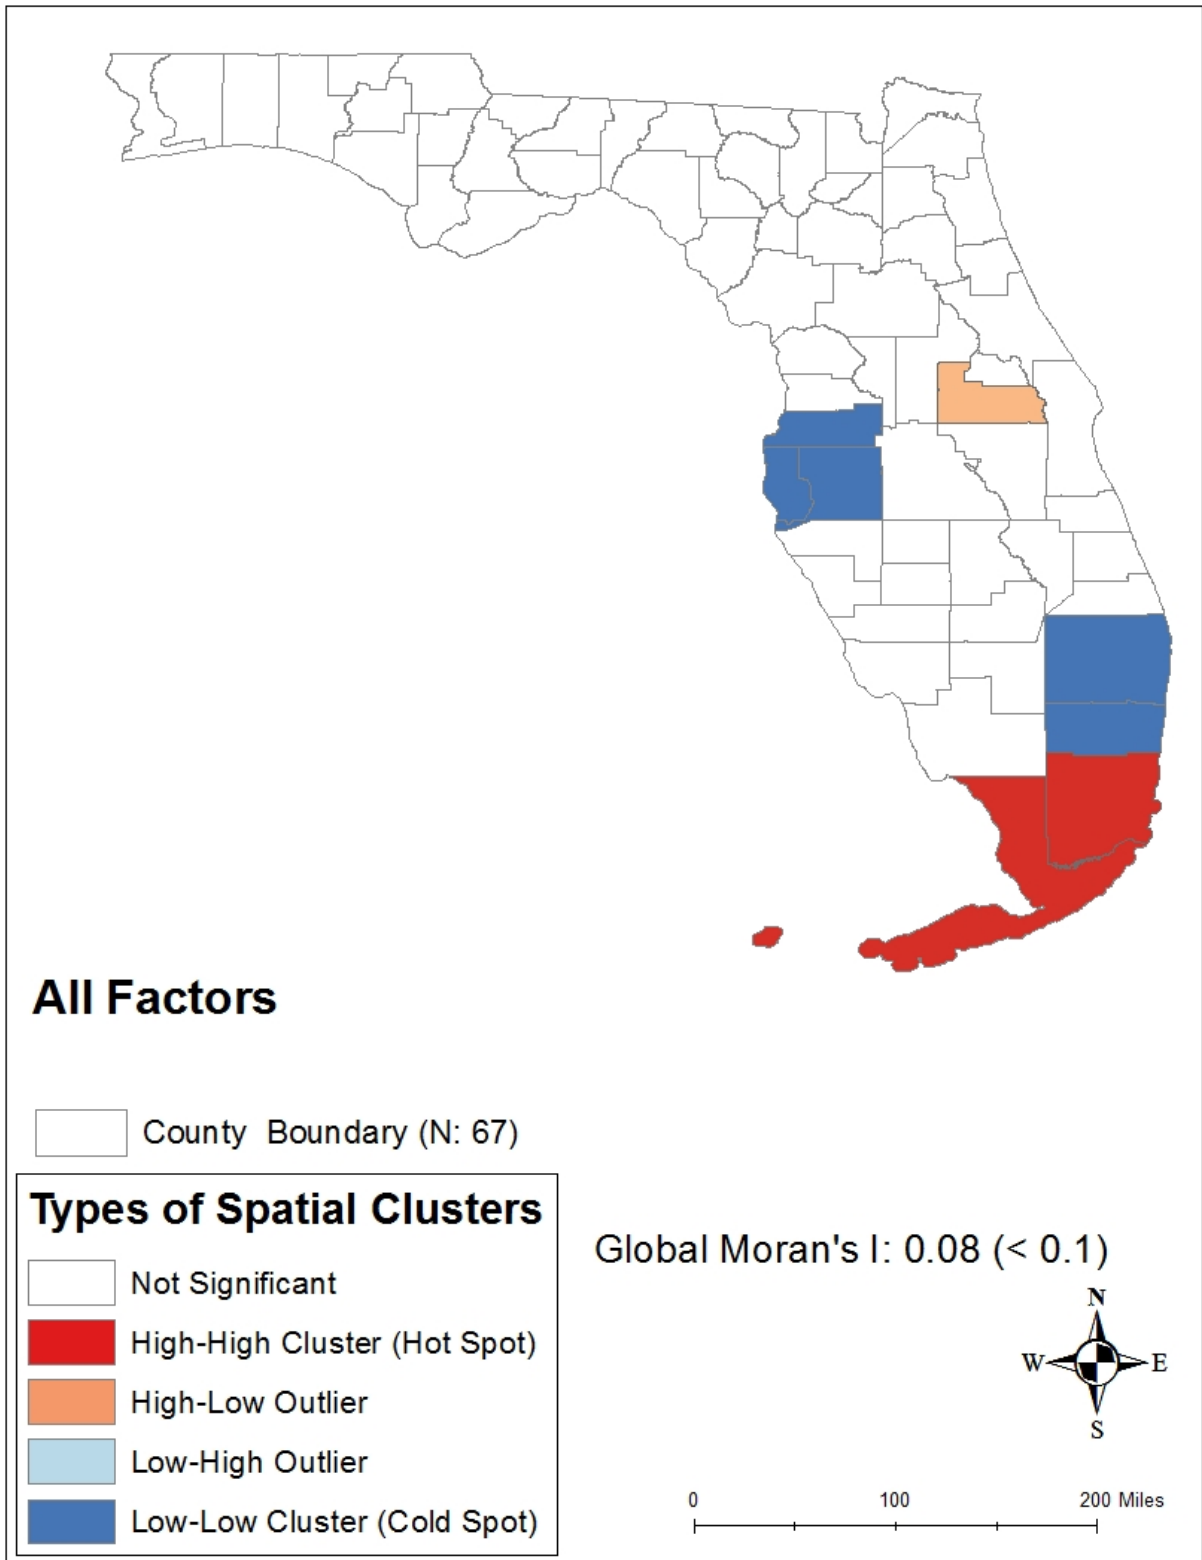 All Factors
County Boundary (N: 67)
Types of Spatial Clusters
Not Significant
High-High Cluster (Hot Spot)
High-Low Outlier
Low-High Outlier
Low-Low Cluster (Cold Spot)
Global Moran's I: 0.08 (< 0.1)
N
W E
S
0 100 200 Miles